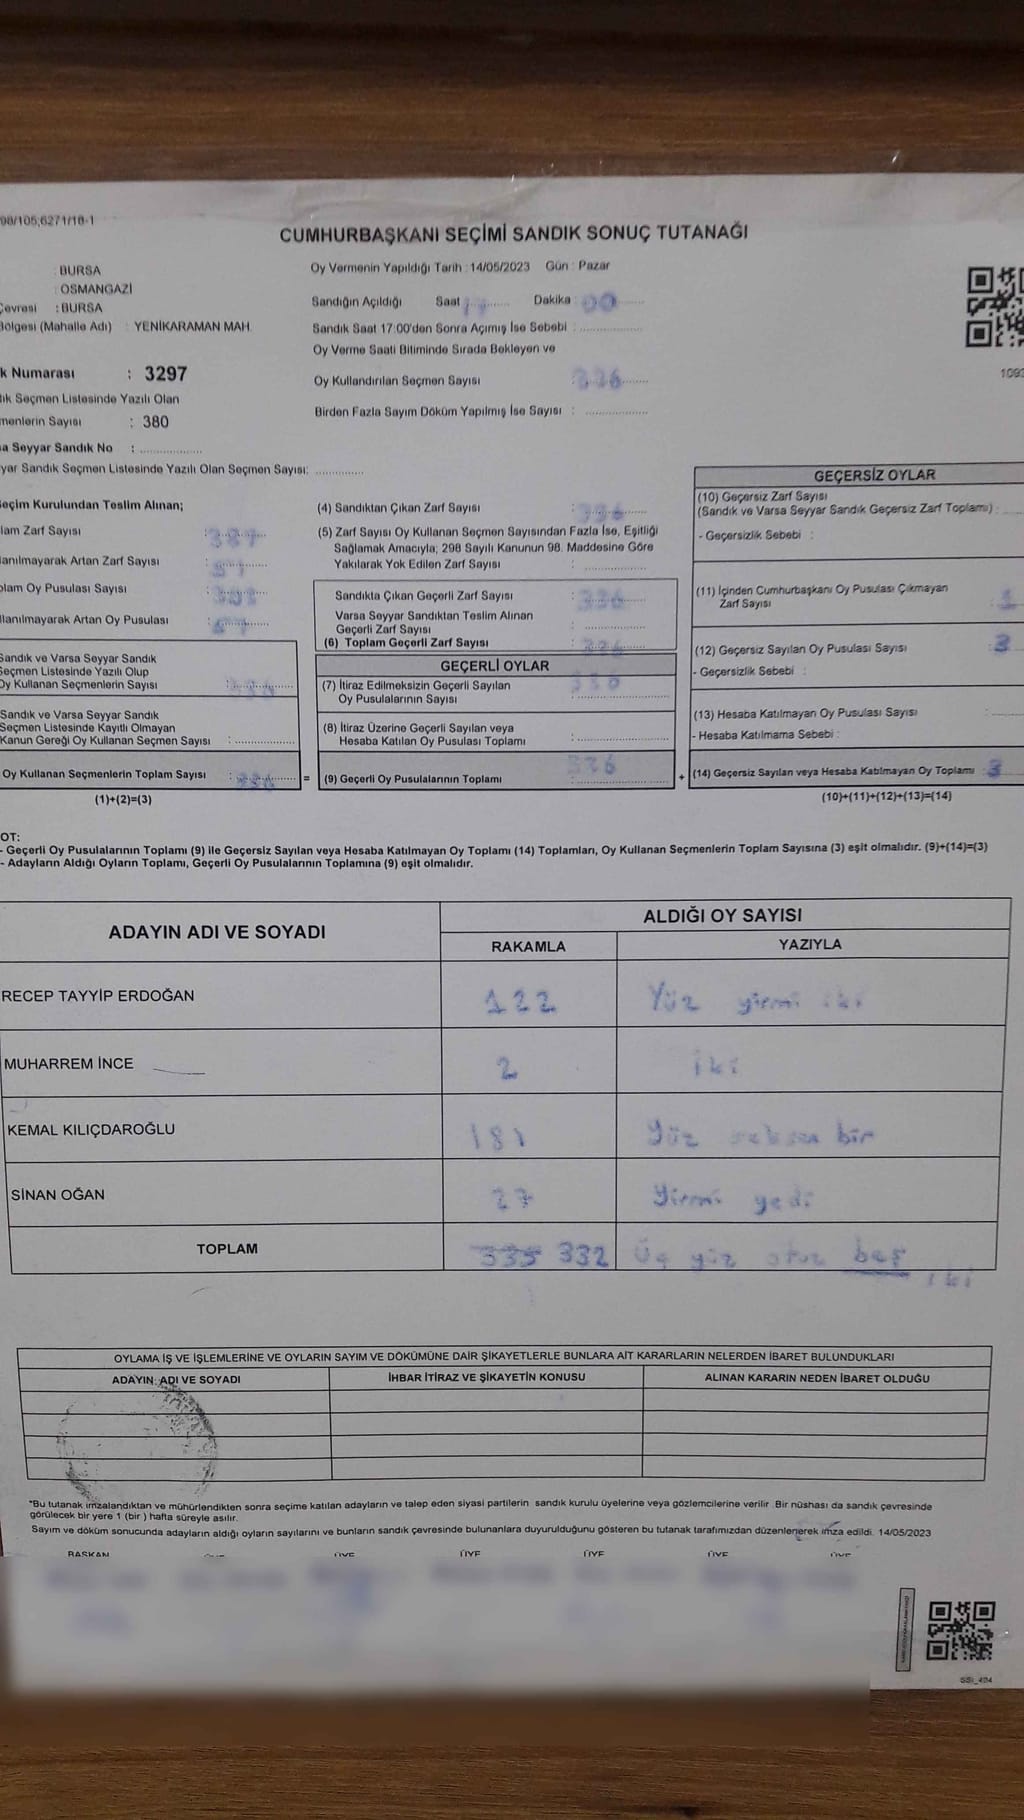 98/105,6271/18-1
CUMHURBAŞKANI SEÇİMİ SANDIK SONUÇ TUTANAĞI
: BURSA
: OSMANGAZİ
Çevresi : BURSA
Bölgesi (Mahalle Adı) : YENİKARAMAN MAH.
k Numarası : 3297
ık Seçmen Listesinde Yazılı Olan
menlerin Sayısı : 380
sa Seyyar Sandık No :
yar Sandık Seçmen Listesinde Yazılı Olan Seçmen Sayısı:
Oy Vermenin Yapıldığı Tarih : 14/05/2023 Gün : Pazar
Sandığın Açıldığı Saat 17 Dakika : 00
Sandık Saat 17:00'den Sonra Açımış İse Sebebi :
Oy Verme Saati Bitiminde Sırada Bekleyen ve
Oy Kullandırılan Seçmen Sayısı : 336
Birden Fazla Sayım Döküm Yapılmış İse Sayısı :
1093
eçim Kurulundan Teslim Alınan;
lam Zarf Sayısı : 387
lanılmayarak Artan Zarf Sayısı :
plam Oy Pusulası Sayısı :
llanılmayarak Artan Oy Pusulası :
Sandık ve Varsa Seyyar Sandık
Seçmen Listesinde Yazılı Olup
Oy Kullanan Seçmenlerin Sayısı : 336
Sandık ve Varsa Seyyar Sandık
Seçmen Listesinde Kayıtlı Olmayan
Kanun Gereği Oy Kullanan Seçmen Sayısı :
Oy Kullanan Seçmenlerin Toplam Sayısı : 336
(1)+(2)=(3)
(4) Sandıktan Çıkan Zarf Sayısı : 336
(5) Zarf Sayısı Oy Kullanan Seçmen Sayısından Fazla İse, Eşitliği
Sağlamak Amacıyla; 298 Sayılı Kanunun 98. Maddesine Göre
Yakılarak Yok Edilen Zarf Sayısı :
Sandıkta Çıkan Geçerli Zarf Sayısı : 336
Varsa Seyyar Sandıktan Teslim Alınan
Geçerli Zarf Sayısı :
(6) Toplam Geçerli Zarf Sayısı : 336
GEÇERLİ OYLAR
(7) İtiraz Edilmeksizin Geçerli Sayılan
Oy Pusulalarının Sayısı :
(8) İtiraz Üzerine Geçerli Sayılan veya
Hesaba Katılan Oy Pusulası Toplamı :
= (9) Geçerli Oy Pusulalarının Toplamı : 336
GEÇERSİZ OYLAR
(10) Geçersiz Zarf Sayısı
(Sandık ve Varsa Seyyar Sandık Geçersiz Zarf Toplamı) :
- Geçersizlik Sebebi :
(11) İçinden Cumhurbaşkanı Oy Pusulası Çıkmayan
Zarf Sayısı : 1
(12) Geçersiz Sayılan Oy Pusulası Sayısı : 3
- Geçersizlik Sebebi :
(13) Hesaba Katılmayan Oy Pusulası Sayısı :
- Hesaba Katılmama Sebebi :
+ (14) Geçersiz Sayılan veya Hesaba Katılmayan Oy Toplamı : 3
(10)+(11)+(12)+(13)=(14)
OT:
- Geçerli Oy Pusulalarının Toplamı (9) ile Geçersiz Sayılan veya Hesaba Katılmayan Oy Toplamı (14) Toplamları, Oy Kullanan Seçmenlerin Toplam Sayısına (3) eşit olmalıdır. (9)+(14)=(3)
- Adayların Aldığı Oyların Toplamı, Geçerli Oy Pusulalarının Toplamına (9) eşit olmalıdır.
ADAYIN ADI VE SOYADI ALDIĞI OY SAYISI
RAKAMLA YAZIYLA
RECEP TAYYİP ERDOĞAN 122 Yüz yirmi iki
MUHARREM İNCE 2 iki
KEMAL KILIÇDAROĞLU 181 Yüz seksen bir
SİNAN OĞAN 27 Yirmi yedi
TOPLAM 335 332 Üç yüz otuz beş
iki
OYLAMA İŞ VE İŞLEMLERİNE VE OYLARIN SAYIM VE DÖKÜMÜNE DAİR ŞİKAYETLERLE BUNLARA AİT KARARLARIN NELERDEN İBARET BULUNDUKLARI
ADAYIN ADI VE SOYADI İHBAR İTİRAZ VE ŞİKAYETİN KONUSU ALINAN KARARIN NEDEN İBARET OLDUĞU
"Bu tutanak imzalandıktan ve mühürlendikten sonra seçime katılan adayların ve talep eden siyasi partilerin sandık kurulu üyelerine veya gözlemcilerine verilir. Bir nüshası da sandık çevresinde
görülecek bir yere 1 (bir ) hafta süreyle asılır.
Sayım ve döküm sonucunda adayların aldığı oyların sayılarını ve bunların sandık çevresinde bulunanlara duyurulduğunu gösteren bu tutanak tarafımızdan düzenlenerek imza edildi. 14/05/2023
BAŞKAN ÜYE ÜYE ÜYE ÜYE ÜYE